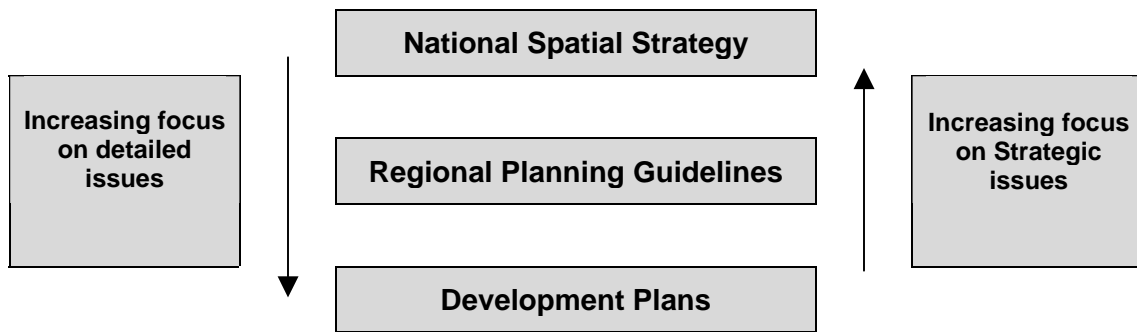 National Spatial Strategy
Increasing focus
on detailed
issues
Regional Planning Guidelines
Increasing focus
on Strategic
issues
Development Plans